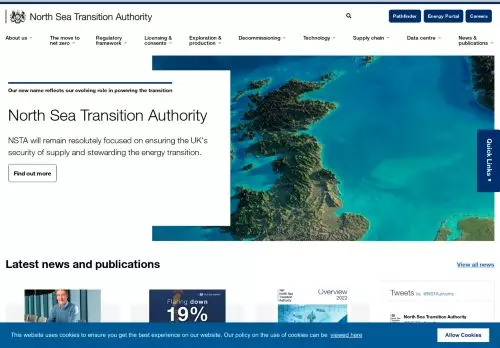 North Sea Transition Authority
Pathfinder
Energy Portal
Careers
About us
The move to
net zero
Regulatory
framework
Licensing &
consents
Exploration &
production
Decommissioning
Technology
Supply chain
Data centre
News &
publications
Our new name reflects our evolving role in powering the transition
North Sea Transition Authority
NSTA will remain resolutely focused on ensuring the UK's
security of supply and stewarding the energy transition.
Find out more
Quick Links
Latest news and publications
View all news
Flaring down
19%
North Sea
Transition
Authority
Overview
2022
Tweets by @NSTAuthority
North Sea Transition Authority
This website uses cookies to ensure you get the best experience on our website. Our policy on the use of cookies can be viewed here
Allow Cookies